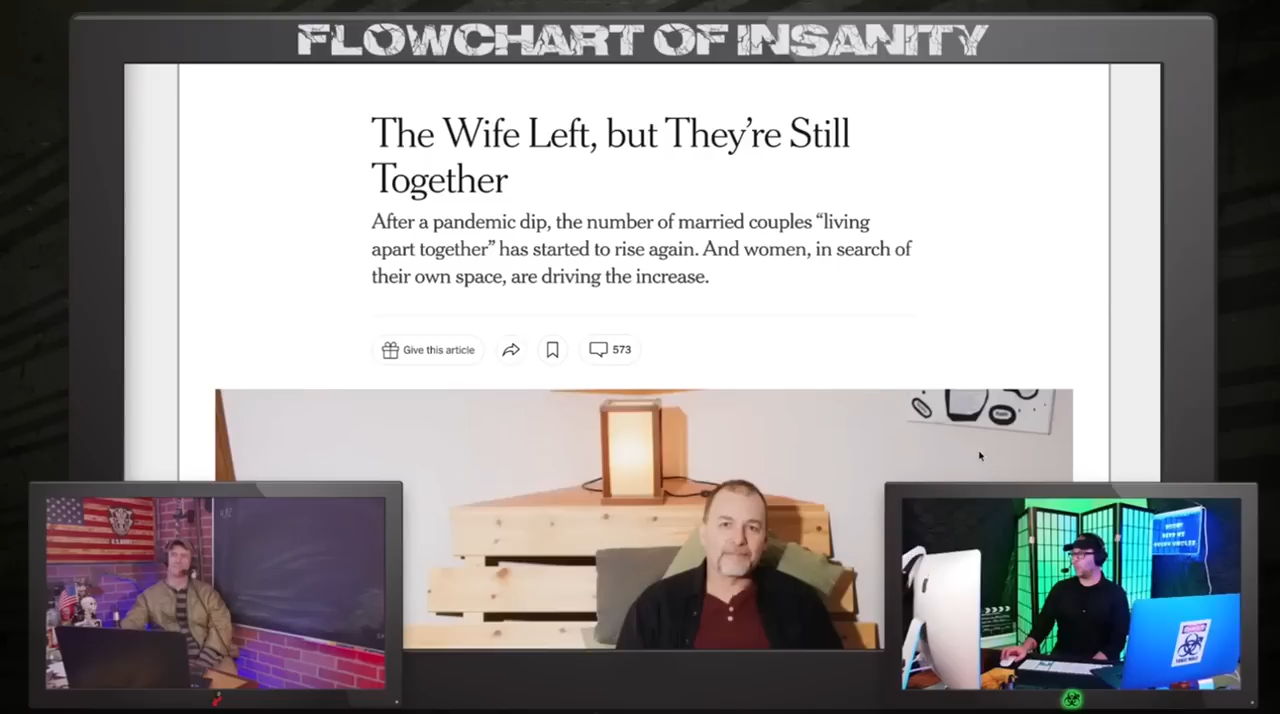 FLOWCHART OF INSANITY
The Wife Left, but They’re Still
Together
After a pandemic dip, the number of married couples “living
apart together” has started to rise again. And women, in search of
their own space, are driving the increase.
Give this article
573